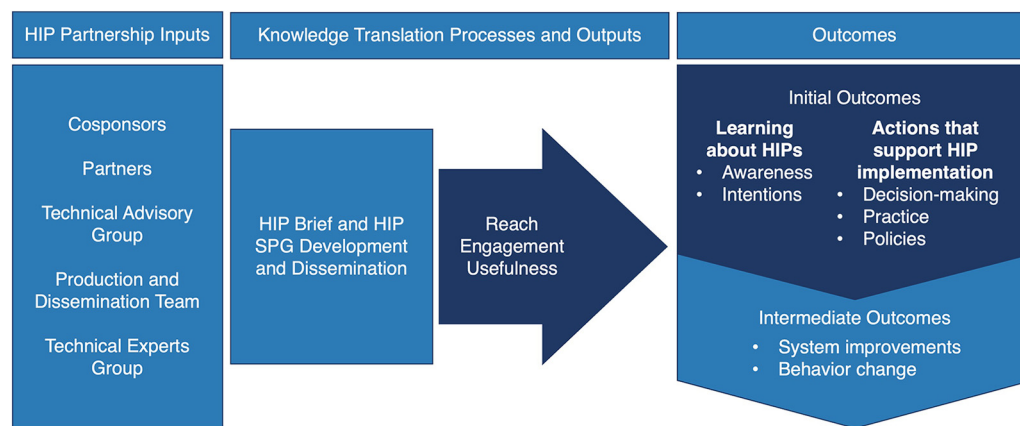 HIP Partnership Inputs
Knowledge Translation Processes and Outputs
Outcomes
Cosponsors
Partners
Technical Advisory
Group
Production and
Dissemination Team
Technical Experts
Group
HIP Brief and HIP
SPG Development
and Dissemination
Reach
Engagement
Usefulness
Initial Outcomes
Learning
about HIPs
• Awareness
• Intentions
Actions that
support HIP
implementation
• Decision-making
• Practice
• Policies
Intermediate Outcomes
• System improvements
• Behavior change